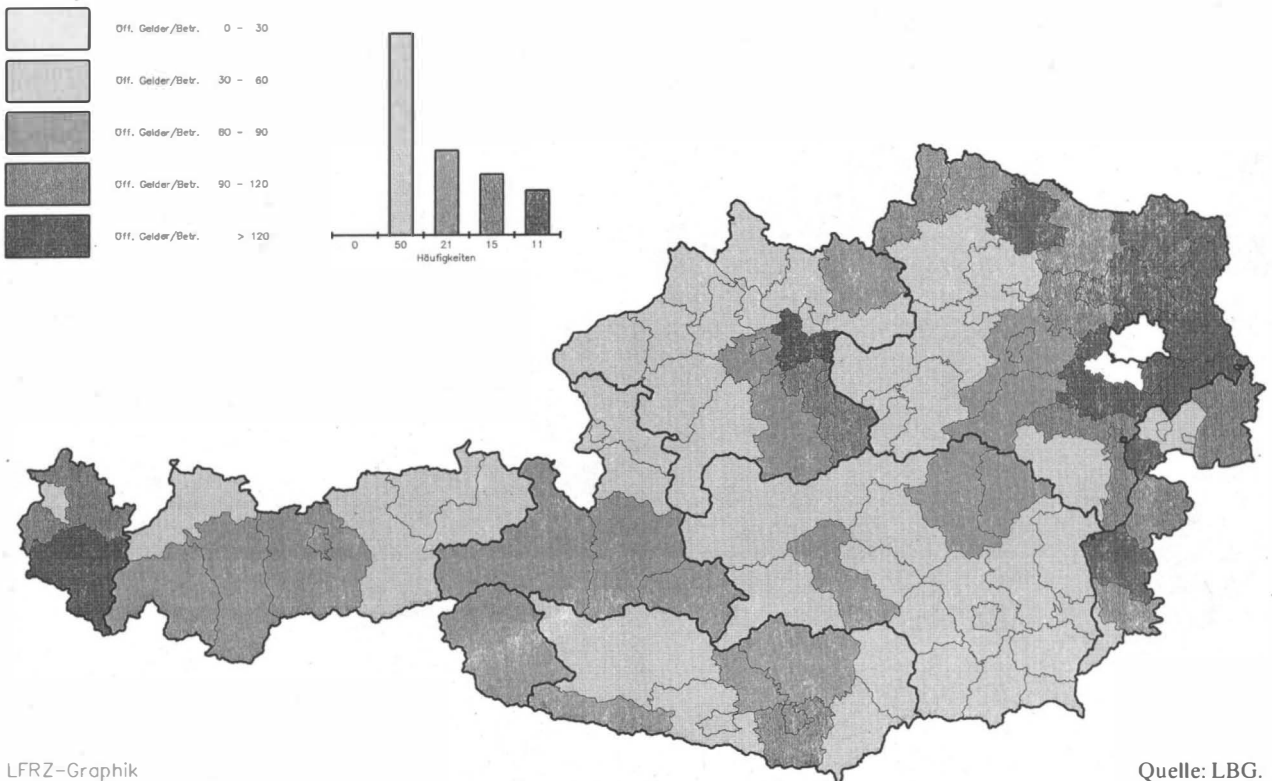 Öff. Gelder/Betr. 0 - 30
Öff. Gelder/Betr. 30 - 60
Öff. Gelder/Betr. 60 - 90
Öff. Gelder/Betr. 90 - 120
Öff. Gelder/Betr. > 120
0 50 21 15 11
Häufigkeiten
LFRZ-Graphik
Quelle: LBG.